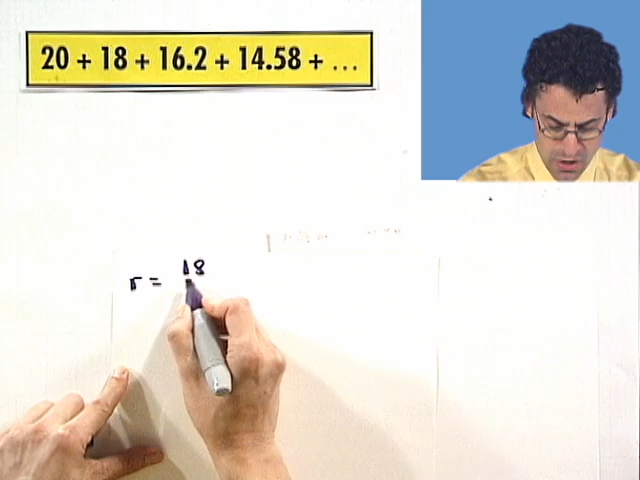 20 + 18 + 16.2 + 14.58 + ...
r = 18